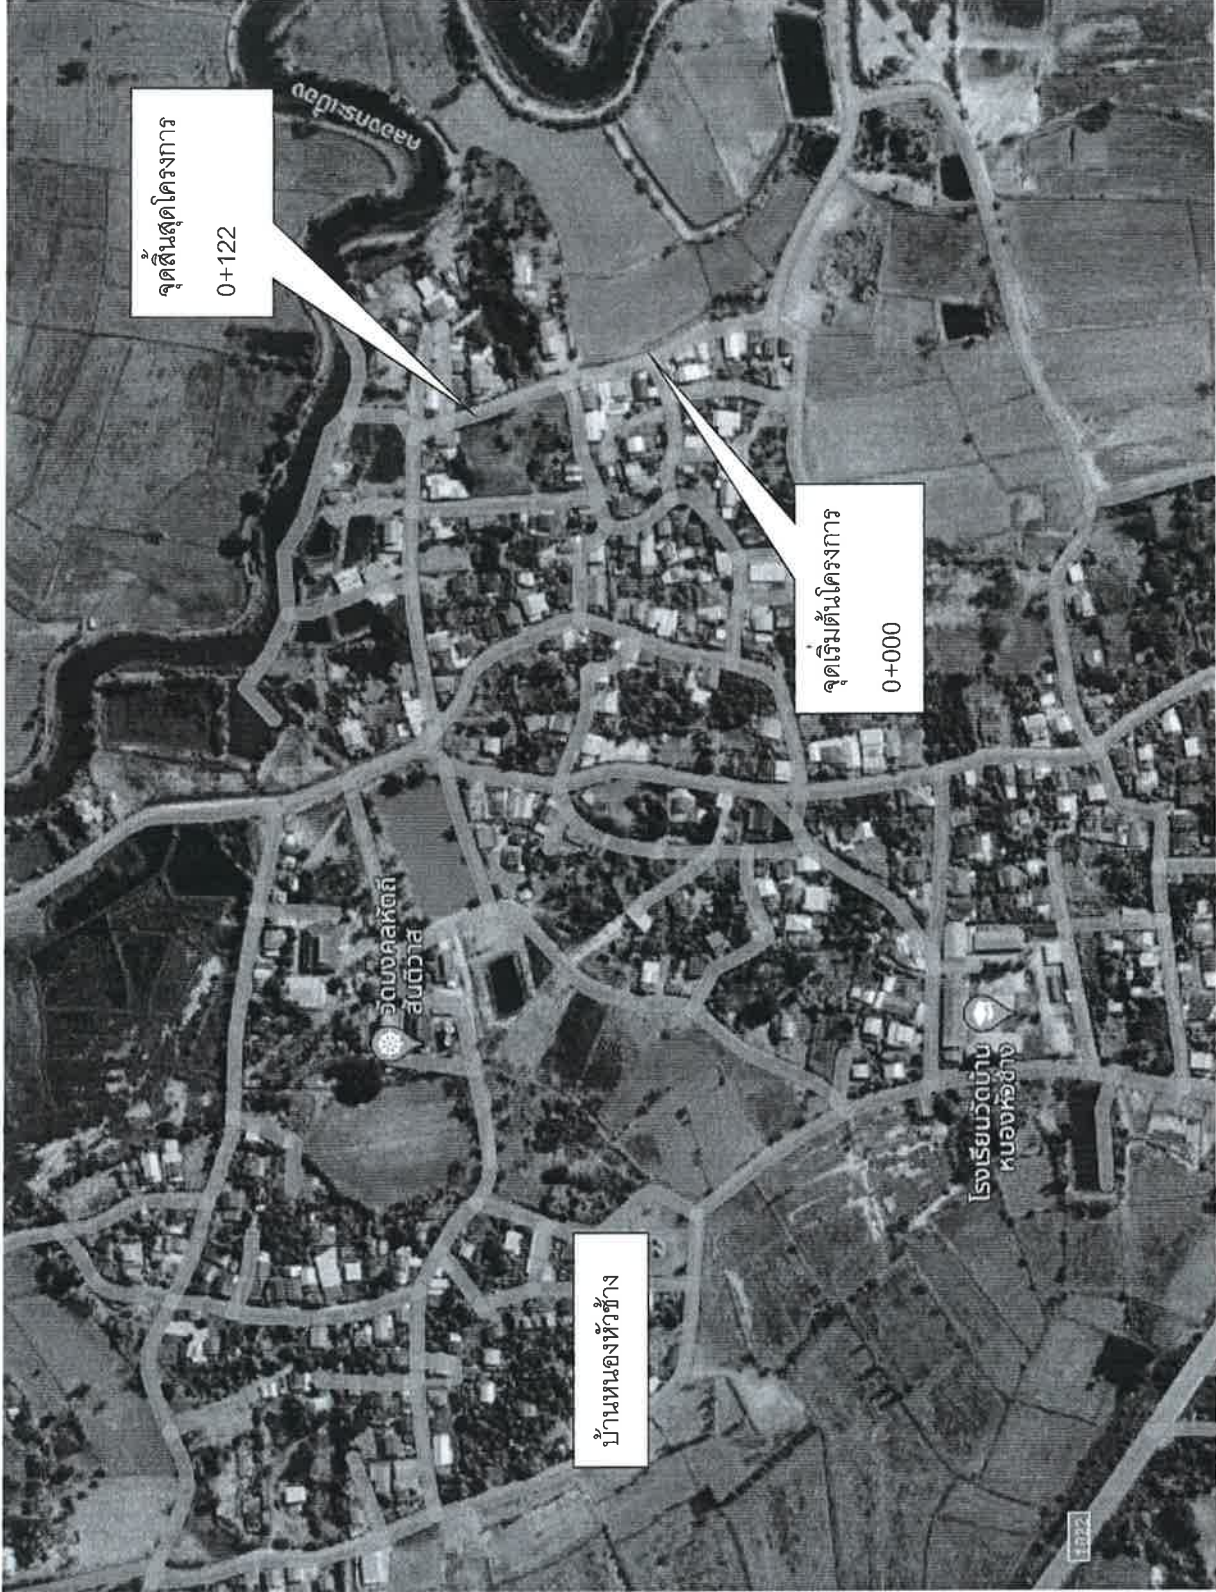 คลองกระเบื้อง
จุดสิ้นสุดโครงการ
0+122
จุดเริ่มต้นโครงการ
0+000
วัดมงคลหัตถี
สันติวาส
โรงเรียนวัดบ้าน
หนองหัวช้าง
บ้านหนองหัวช้าง